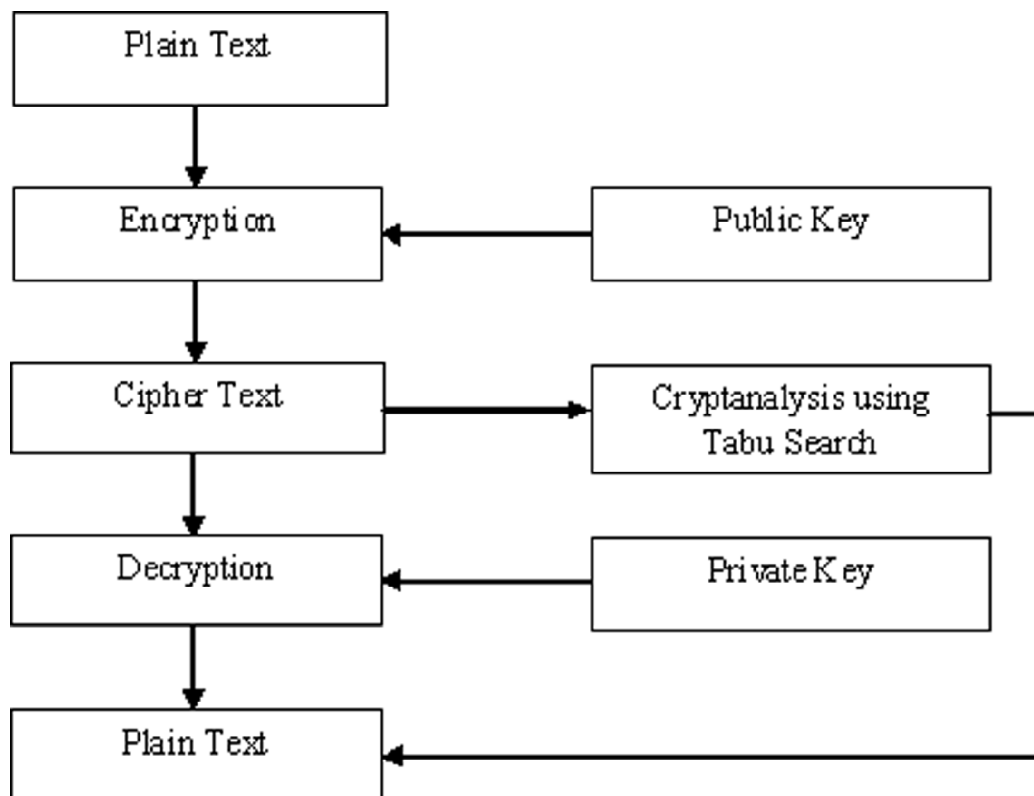 Plain Text
Encryption
Public Key
Cipher Text
Cryptanalysis using
Tabu Search
Decryption
Private Key
Plain Text